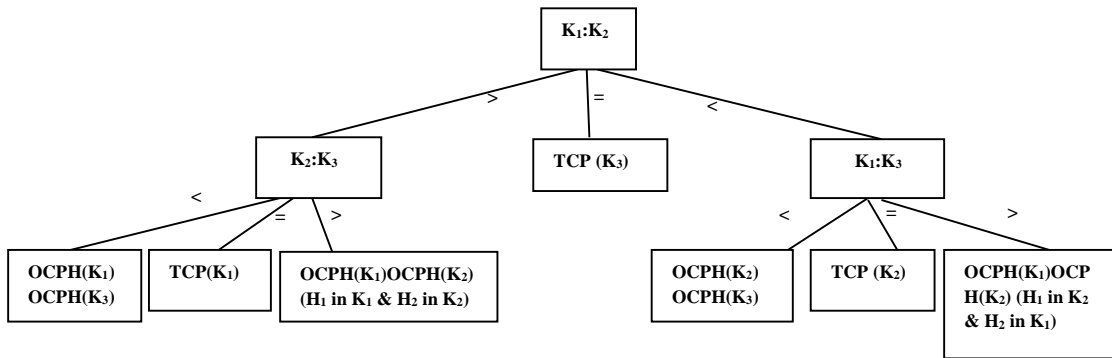 K₁:K₂
> = <
K₂:K₃
TCP (K₃)
K₁:K₃
< = >
< = >
OCPH(K₁)
OCPH(K₃)
TCP(K₁)
OCPH(K₁)OCPH(K₂)
(H₁ in K₁ & H₂ in K₂)
OCPH(K₂)
OCPH(K₃)
TCP (K₂)
OCPH(K₁)OCP
H(K₂) (H₁ in K₂
& H₂ in K₁)